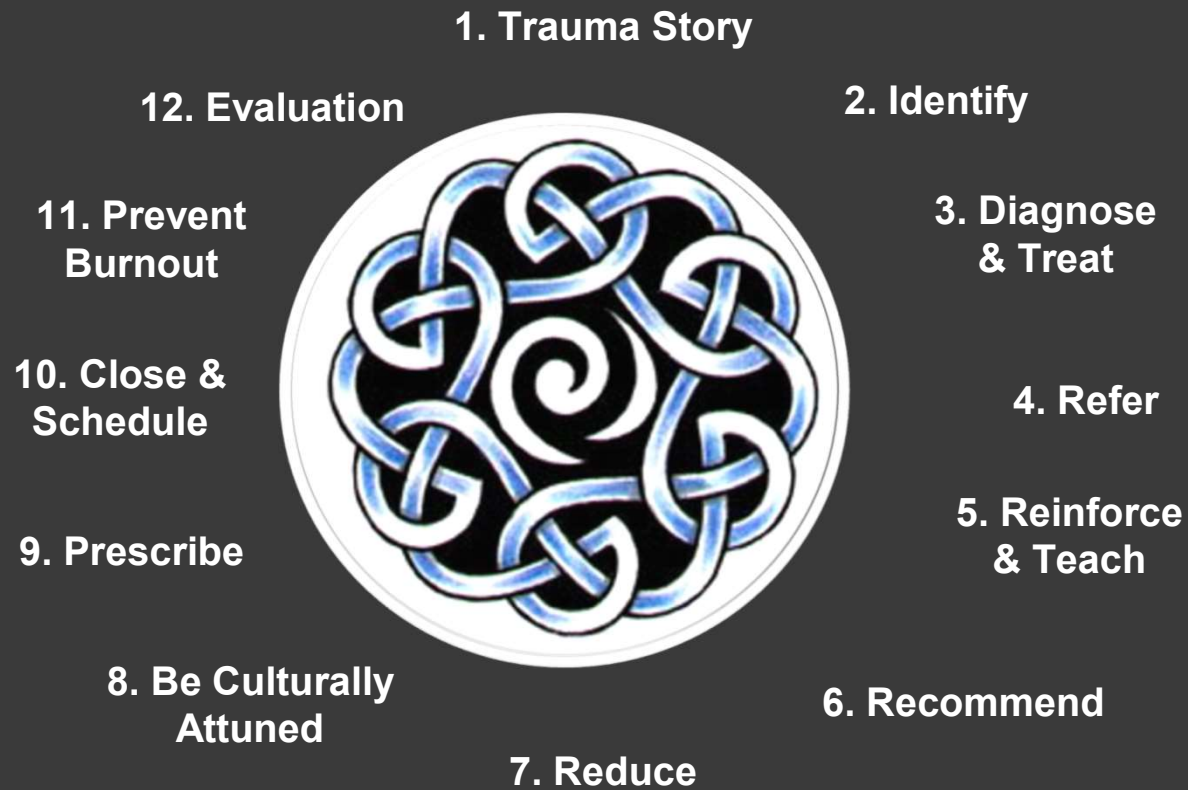 1. Trauma Story
2. Identify
3. Diagnose
& Treat
4. Refer
5. Reinforce
& Teach
6. Recommend
7. Reduce
8. Be Culturally
Attuned
9. Prescribe
10. Close &
Schedule
11. Prevent
Burnout
12. Evaluation